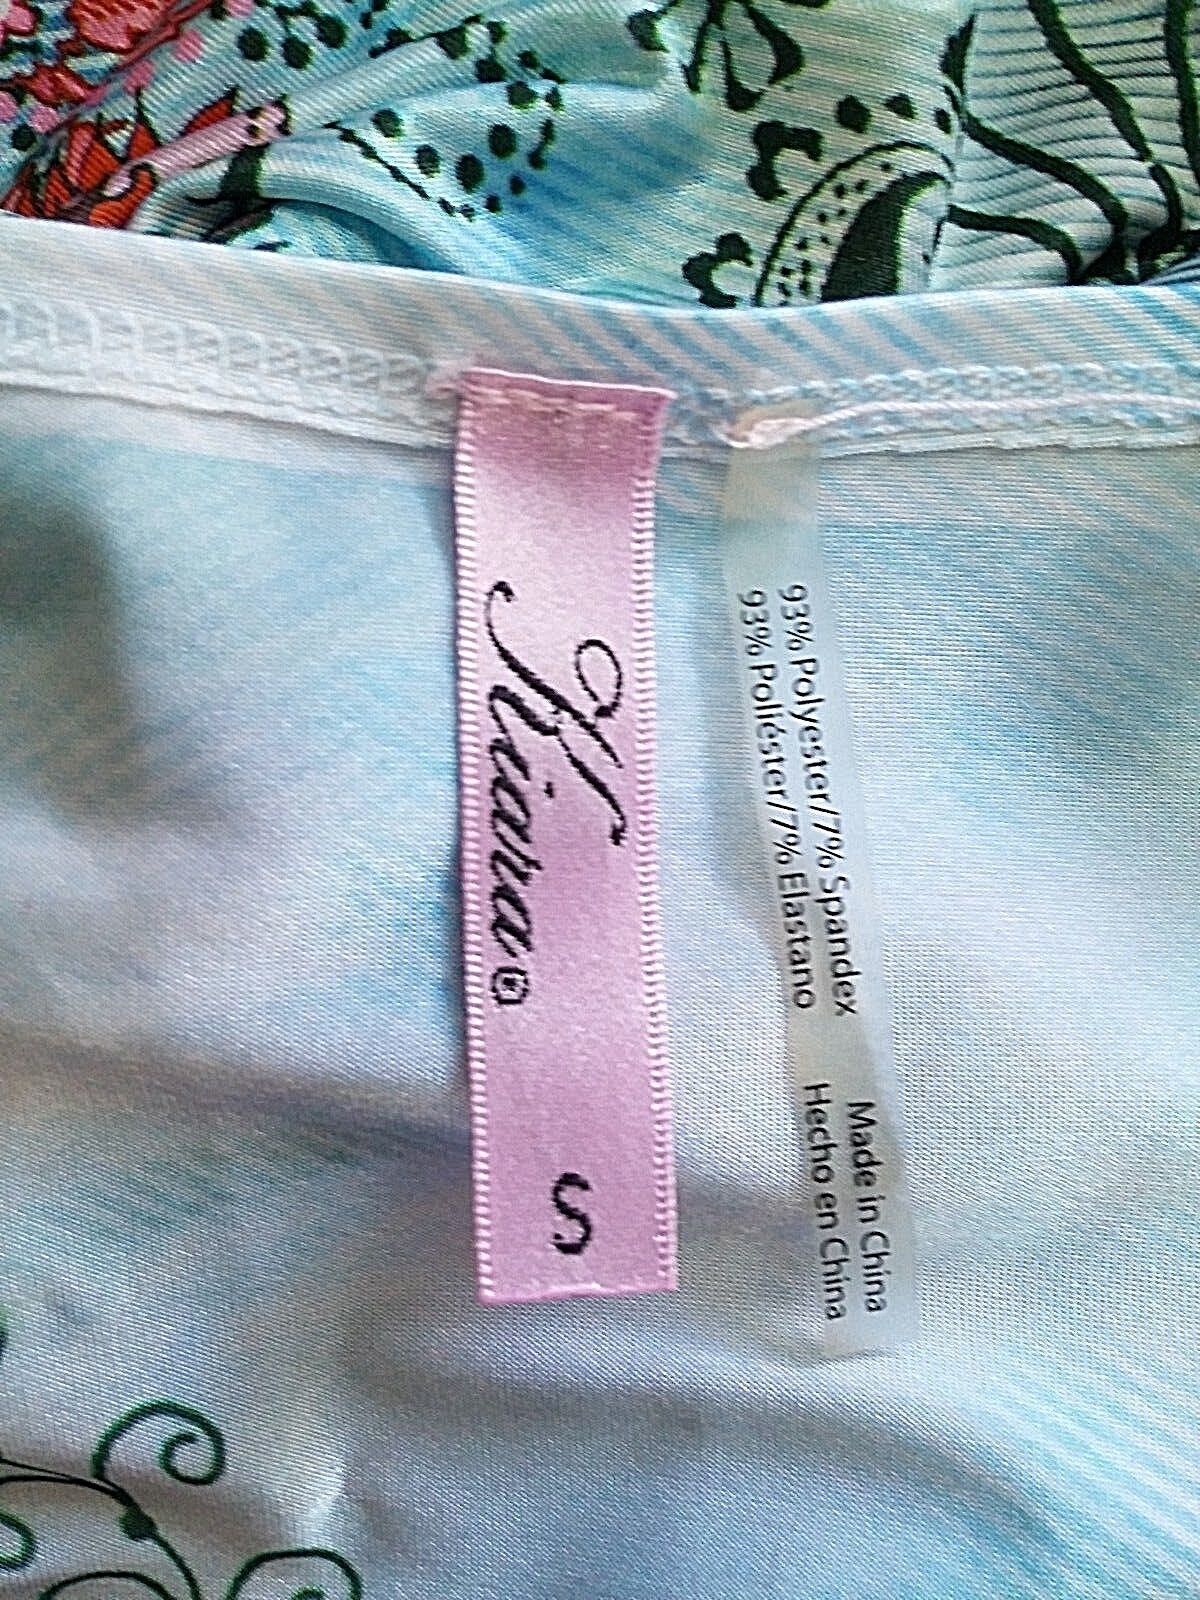 Kiara©
S
93% Polyester/7% Spandex
93% Poliéster/7% Elastano
Made in China
Hecho en China